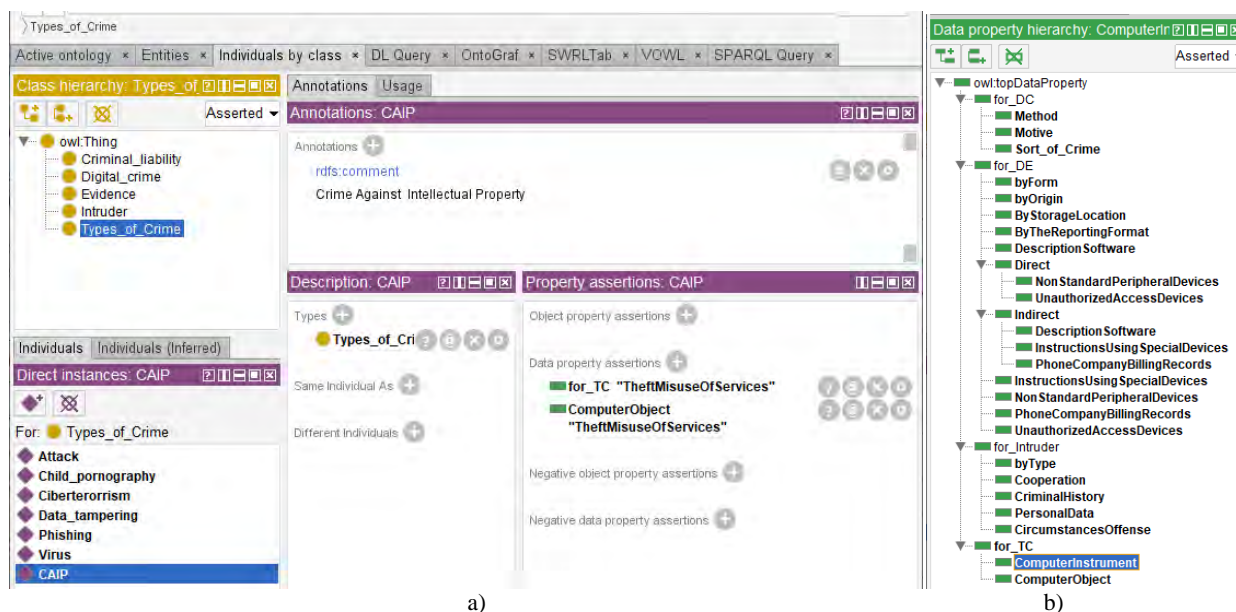 Types_of_Crime
Active ontology × Entities × Individuals by class × DL Query × OntoGraf × SWRLTab × VOWL × SPARQL Query ×
Class hierarchy: Types_of
Asserted
owl:Thing
Criminal_liability
Digital_crime
Evidence
Intruder
Types_of_Crime
Individuals Individuals (Inferred)
Direct instances: CAIP
For: Types_of_Crime
Attack
Child_pornography
Ciberterorrism
Data_tampering
Phishing
Virus
CAIP
Annotations Usage
Annotations: CAIP
Annotations
rdfs:comment
Crime Against Intellectual Property
Description: CAIP
Types
Types_of_Cri
Same Individual As
Different Individuals
Property assertions: CAIP
Object property assertions
Data property assertions
for_TC "TheftMisuseOfServices"
ComputerObject
"TheftMisuseOfServices"
Negative object property assertions
Negative data property assertions
a)
Data property hierarchy: ComputerIn
Asserted
owl:topDataProperty
for_DC
Method
Motive
Sort_of_Crime
for_DE
byForm
byOrigin
ByStorageLocation
ByTheReportingFormat
DescriptionSoftware
Direct
NonStandardPeripheralDevices
UnauthorizedAccessDevices
Indirect
DescriptionSoftware
InstructionsUsingSpecialDevices
PhoneCompanyBillingRecords
InstructionsUsingSpecialDevices
NonStandardPeripheralDevices
PhoneCompanyBillingRecords
UnauthorizedAccessDevices
for_Intruder
byType
Cooperation
CriminalHistory
PersonalData
CircumstancesOffense
for_TC
ComputerInstrument
ComputerObject
b)